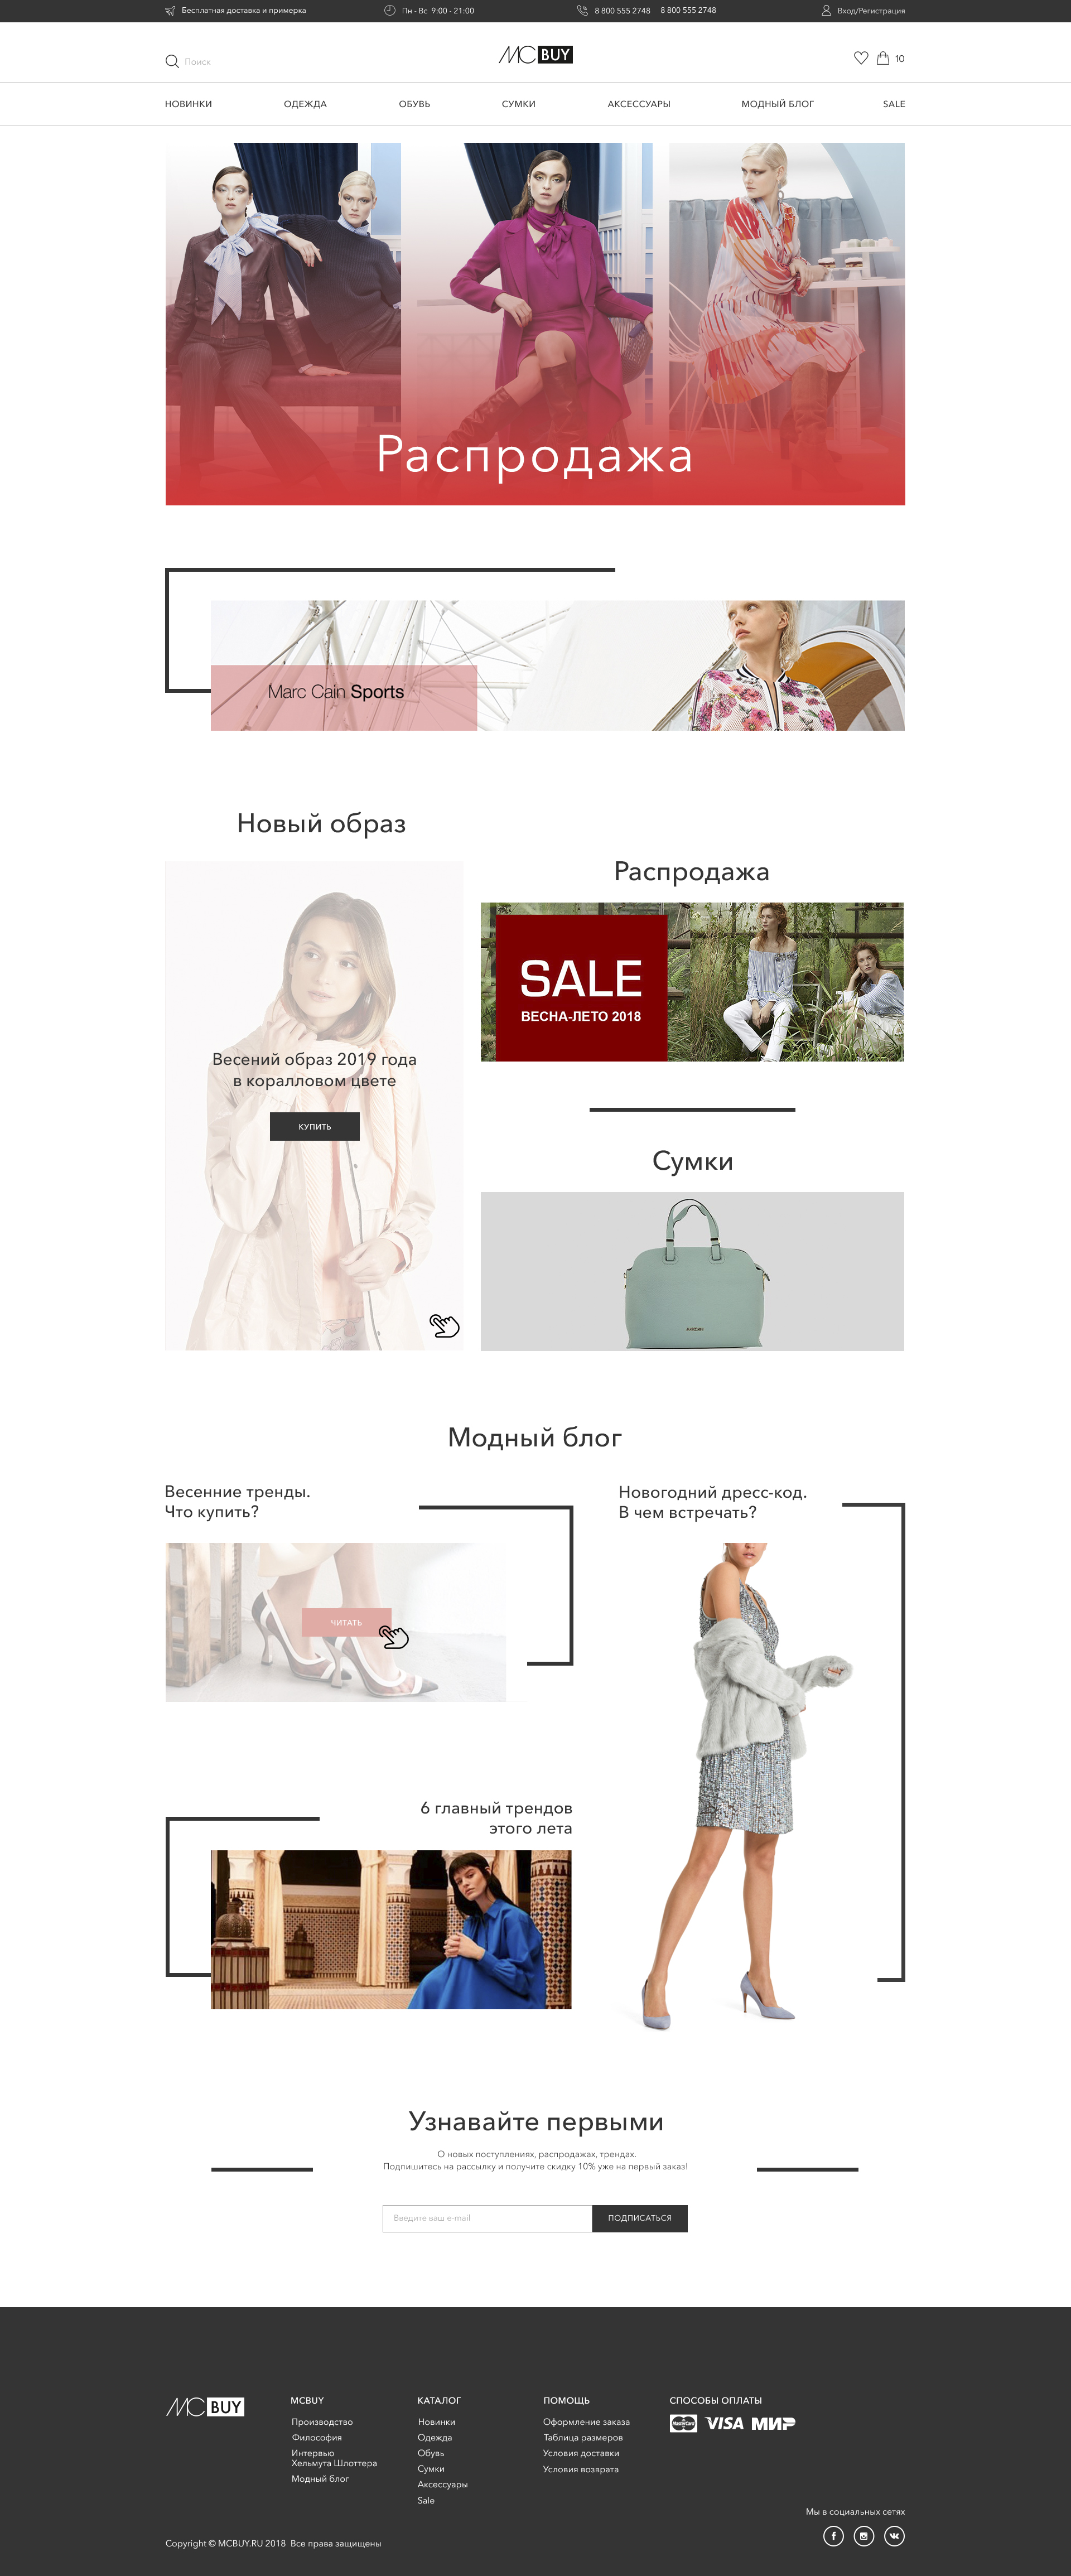 Бесплатная доставка и примерка
Пн - Вс 9:00 - 21:00
8 800 555 2748 8 800 555 2748
Вход/Регистрация
Поиск
MC BUY
10
НОВИНКИ
ОДЕЖДА
ОБУВЬ
СУМКИ
АКСЕССУАРЫ
МОДНЫЙ БЛОГ
SALE
Распродажа
Marc Cain Sports
Новый образ
Весений образ 2019 года
в коралловом цвете
КУПИТЬ
Распродажа
SALE
ВЕСНА-ЛЕТО 2018
Сумки
Модный блог
Весенние тренды.
Что купить?
ЧИТАТЬ
Новогодний дресс-код.
В чем встречать?
6 главный трендов
этого лета
Узнавайте первыми
О новых поступлениях, распродажах, трендах.
Подпишитесь на рассылку и получите скидку 10% уже на первый заказ!
Введите ваш e-mail
ПОДПИСАТЬСЯ
MC BUY
MCBUY
Производство
Философия
Интервью
Хельмута Шлоттера
Модный блог
КАТАЛОГ
Новинки
Одежда
Обувь
Сумки
Аксессуары
Sale
ПОМОЩЬ
Оформление заказа
Таблица размеров
Условия доставки
Условия возврата
СПОСОБЫ ОПЛАТЫ
MasterCard VISA МИР
Мы в социальных сетях
Copyright © MCBUY.RU 2018 Все права защищены